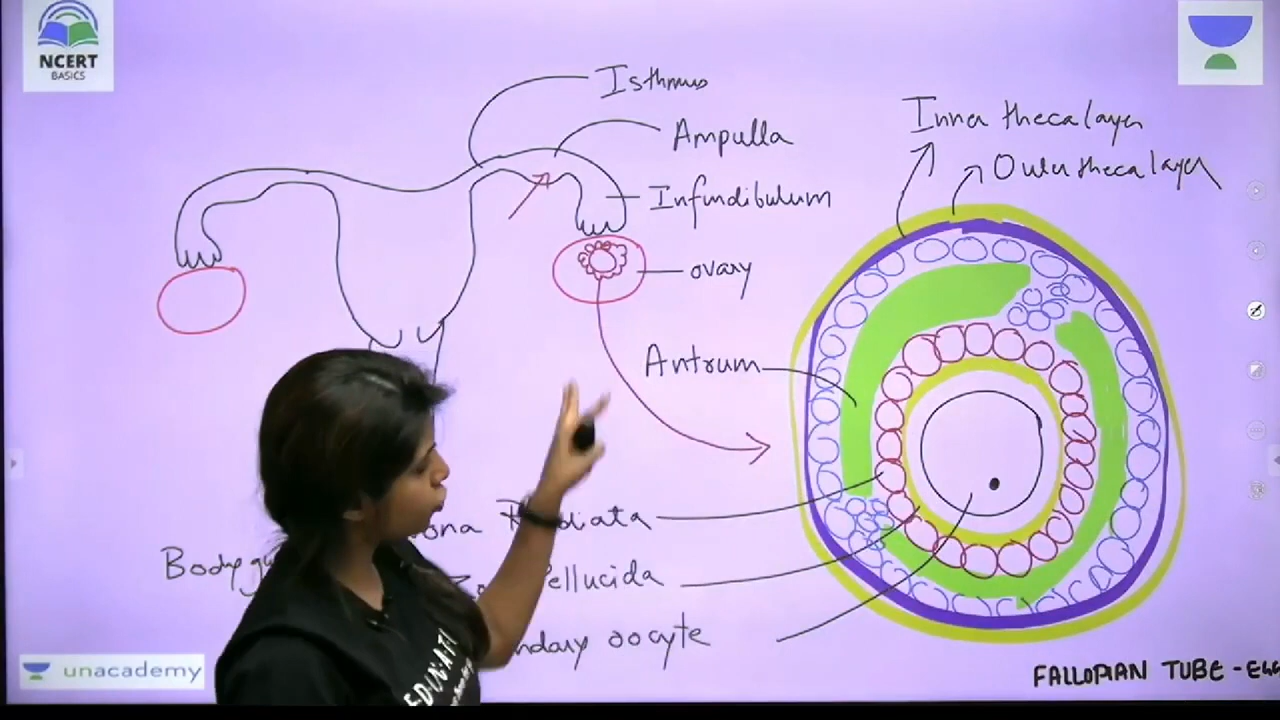 NCERT
BASICS
Isthmus
Ampulla
Infundibulum
ovary
Inner theca layer
Outer theca layer
Antrum
Radiata
Body
Pellucida
oocyte
unacademy
FALLOPIAN TUBE -